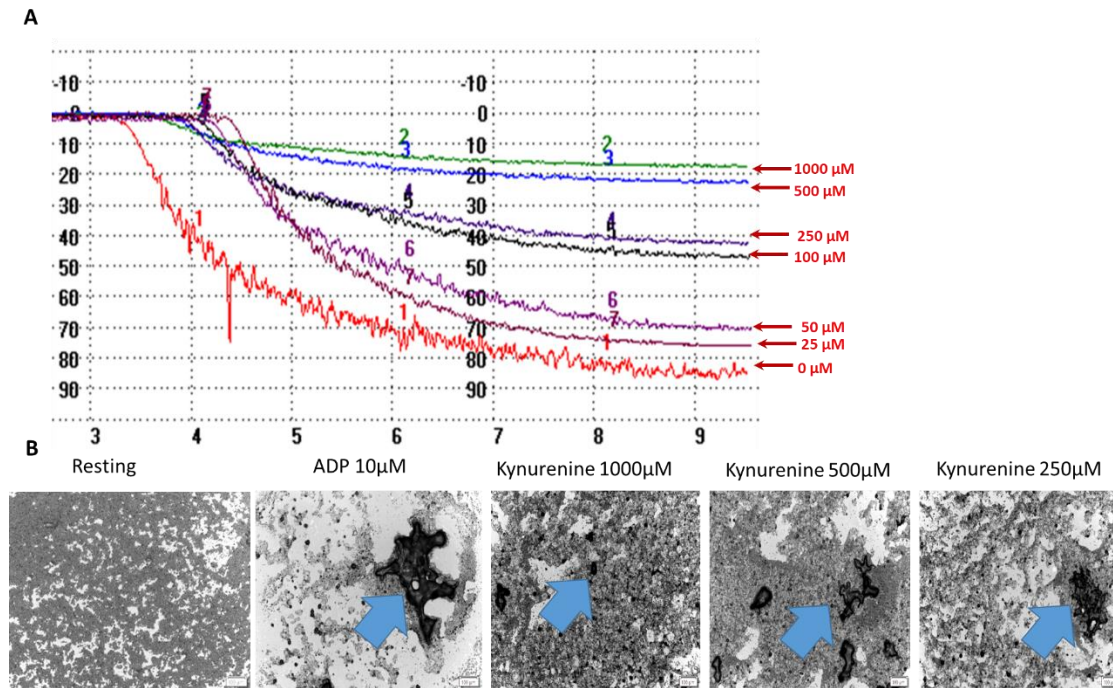 A
-10 -10
0 0
10 10
20 20
30 30
40 40
50 50
60 60
70 70
80 80
90 90
7
2 2
3 3
4 4
5 5
1
6 6
7 7
1 1
1000 µM
500 µM
250 µM
100 µM
50 µM
25 µM
0 µM
3 4 5 6 7 8 9
B
Resting
ADP 10µM
Kynurenine 1000µM
Kynurenine 500µM
Kynurenine 250µM